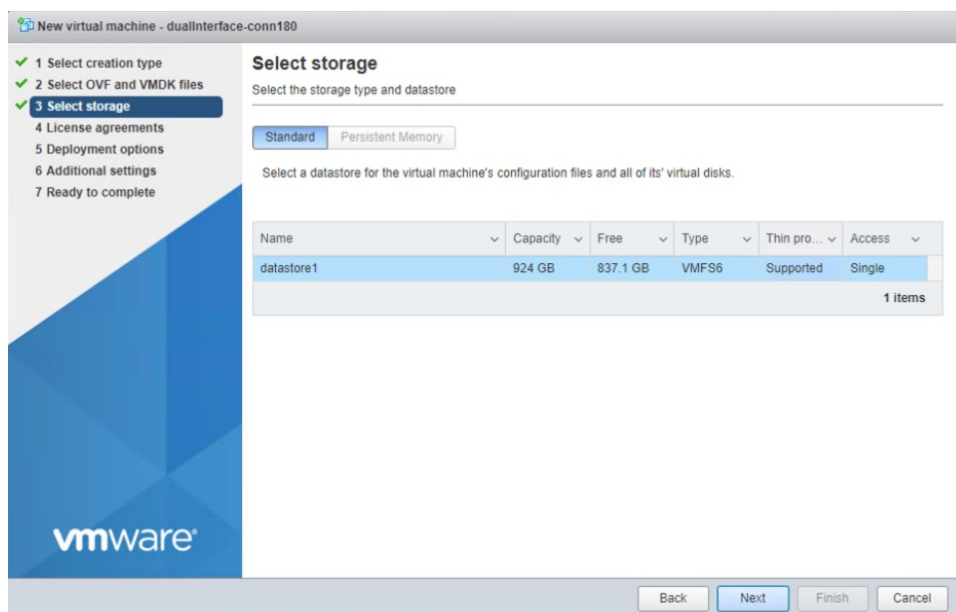 New virtual machine - dualInterface-conn180
1 Select creation type
2 Select OVF and VMDK files
3 Select storage
4 License agreements
5 Deployment options
6 Additional settings
7 Ready to complete
vmware®
Select storage
Select the storage type and datastore
Standard Persistent Memory
Select a datastore for the virtual machine's configuration files and all of its' virtual disks.
Name Capacity Free Type Thin pro... Access
datastore1 924 GB 837.1 GB VMFS6 Supported Single
1 items
Back Next Finish Cancel